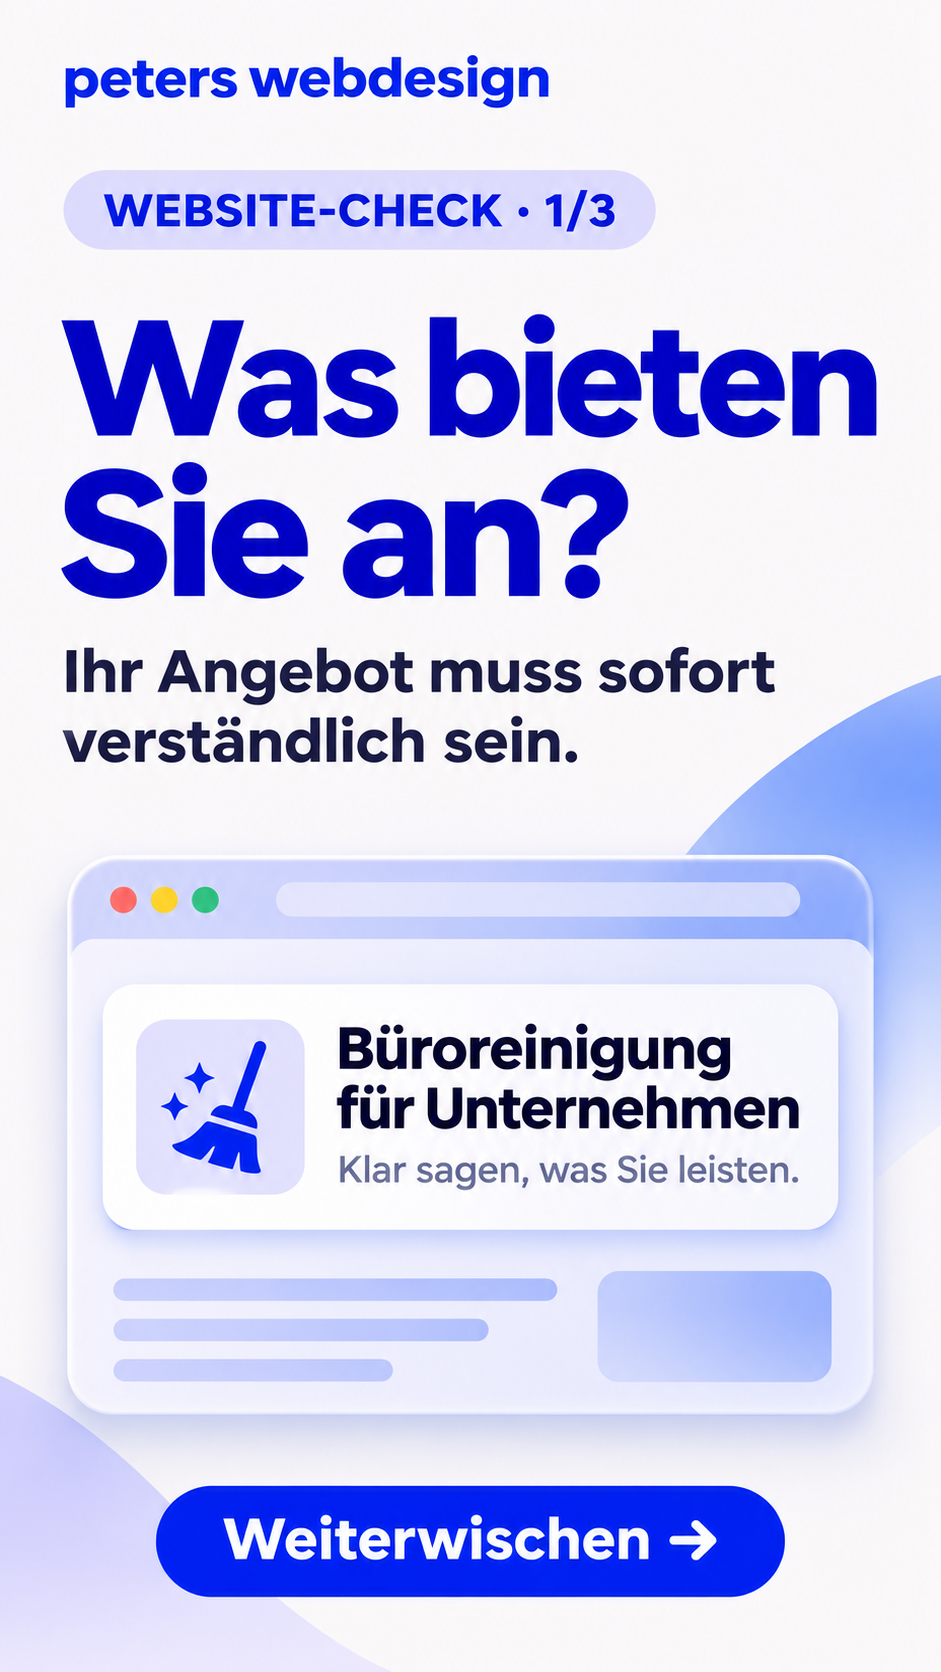 peters webdesign
WEBSITE-CHECK · 1/3
Was bieten
Sie an?
Ihr Angebot muss sofort
verständlich sein.
Büroreinigung
für Unternehmen
Klar sagen, was Sie leisten.
Weiterwischen →